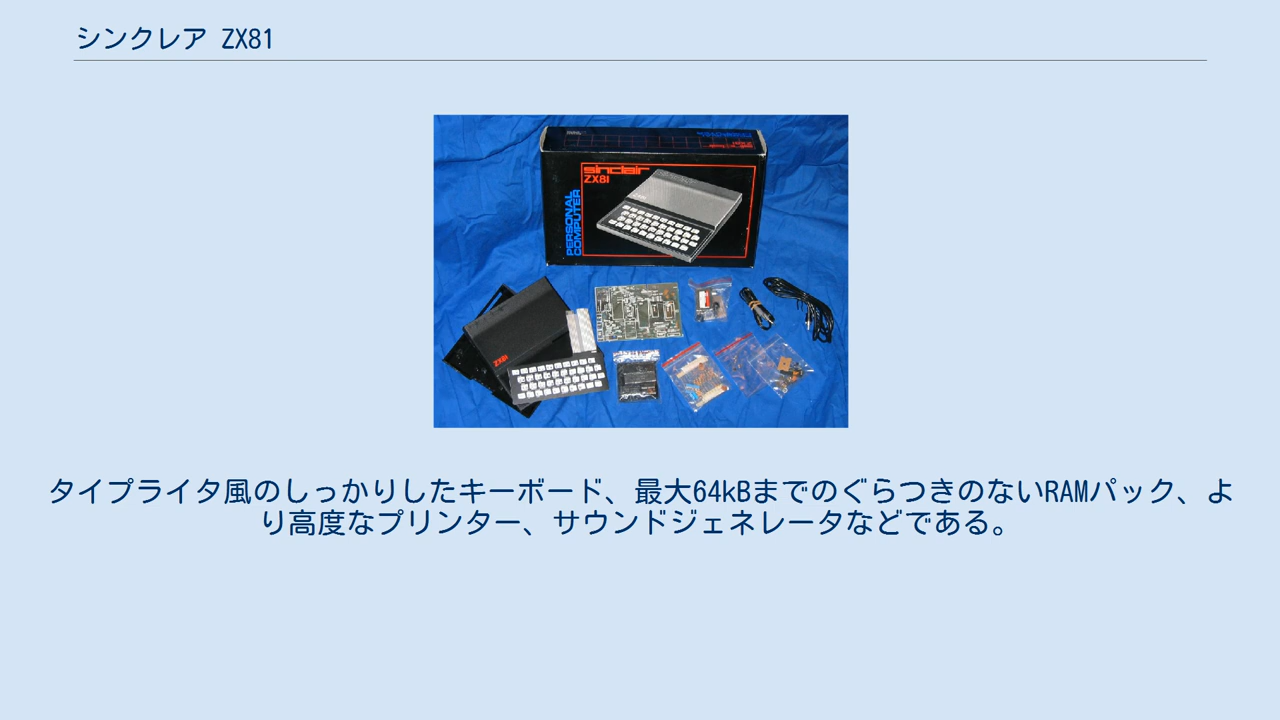 シンクレア ZX81
sinclair
ZX81
PERSONAL
COMPUTER
ZX81
タイプライタ風のしっかりしたキーボード、最大64kBまでのぐらつきのないRAMパック、よ
り高度なプリンター、サウンドジェネレータなどである。